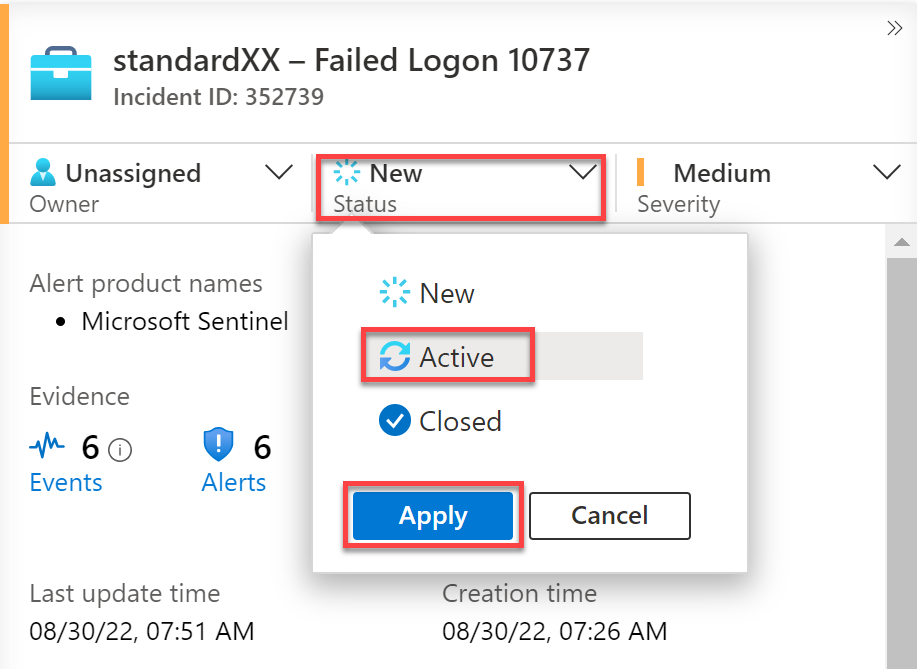 standardXX – Failed Logon 10737
Incident ID: 352739
Unassigned
Owner
New
Status
Medium
Severity
Alert product names
• Microsoft Sentinel
Evidence
6
Events
6
Alerts
New
Active
Closed
Apply
Cancel
Last update time
08/30/22, 07:51 AM
Creation time
08/30/22, 07:26 AM